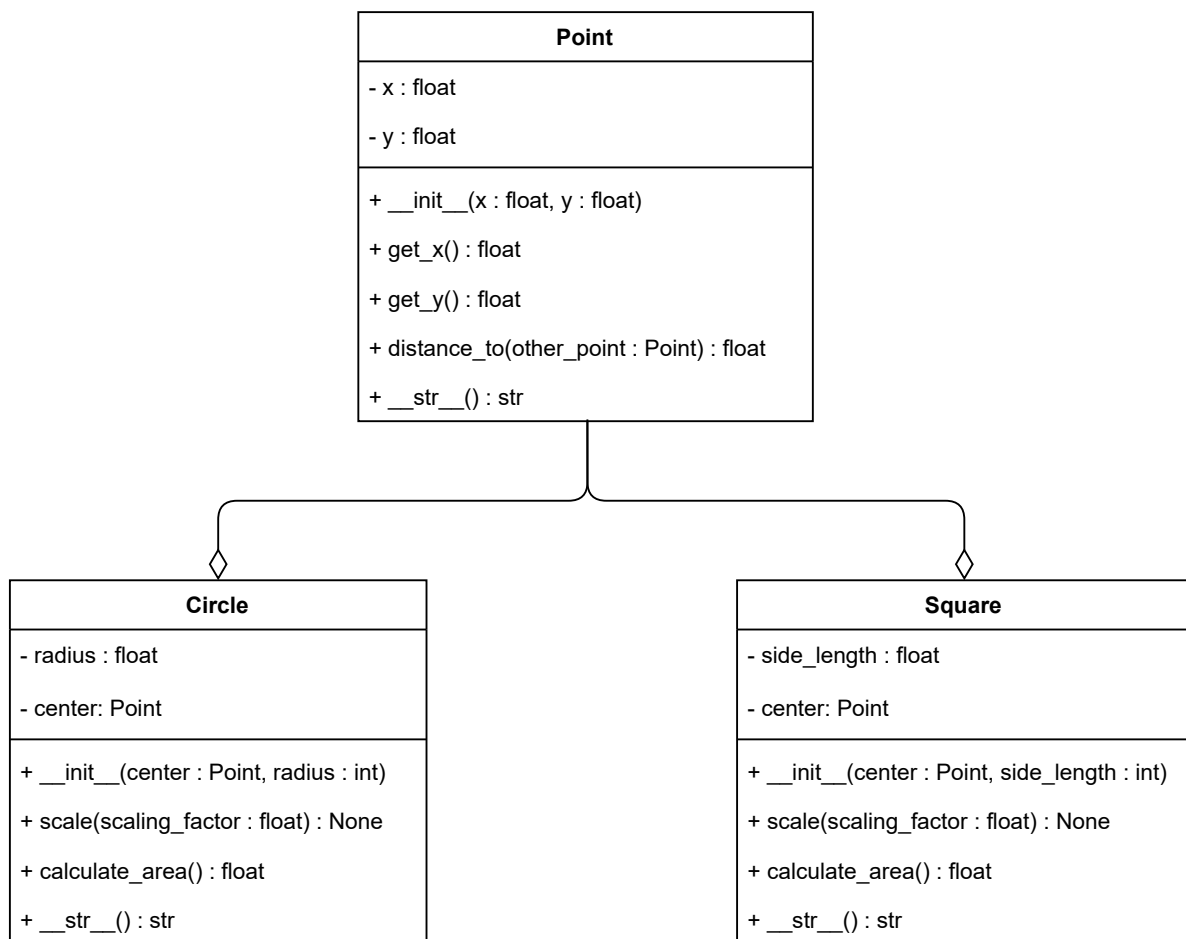 Point
- x : float
- y : float
+ __init__(x : float, y : float)
+ get_x() : float
+ get_y() : float
+ distance_to(other_point : Point) : float
+ __str__() : str
Circle
- radius : float
- center: Point
+ __init__(center : Point, radius : int)
+ scale(scaling_factor : float) : None
+ calculate_area() : float
+ __str__() : str
Square
- side_length : float
- center: Point
+ __init__(center : Point, side_length : int)
+ scale(scaling_factor : float) : None
+ calculate_area() : float
+ __str__() : str